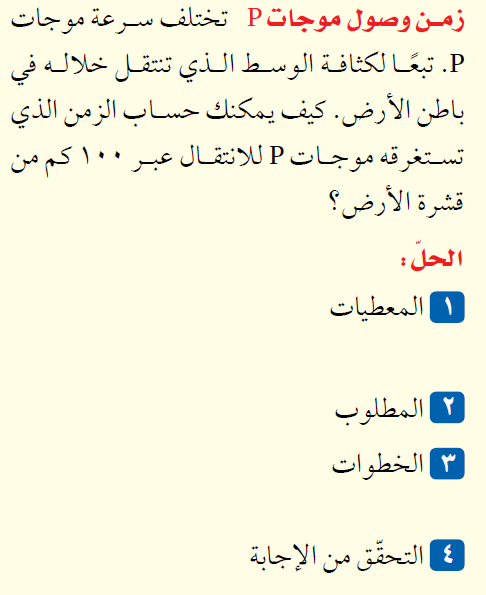 زمن وصول موجات P تختلف سرعة موجات
P. تبعًا لكثافة الوسط الذي تنتقل خلاله في
باطن الأرض. كيف يمكنك حساب الزمن الذي
تستغرقه موجات P للانتقال عبر ١٠٠ كم من
قشرة الأرض؟
الحلّ:
١ المعطيات
٢ المطلوب
٣ الخطوات
٤ التحقّق من الإجابة